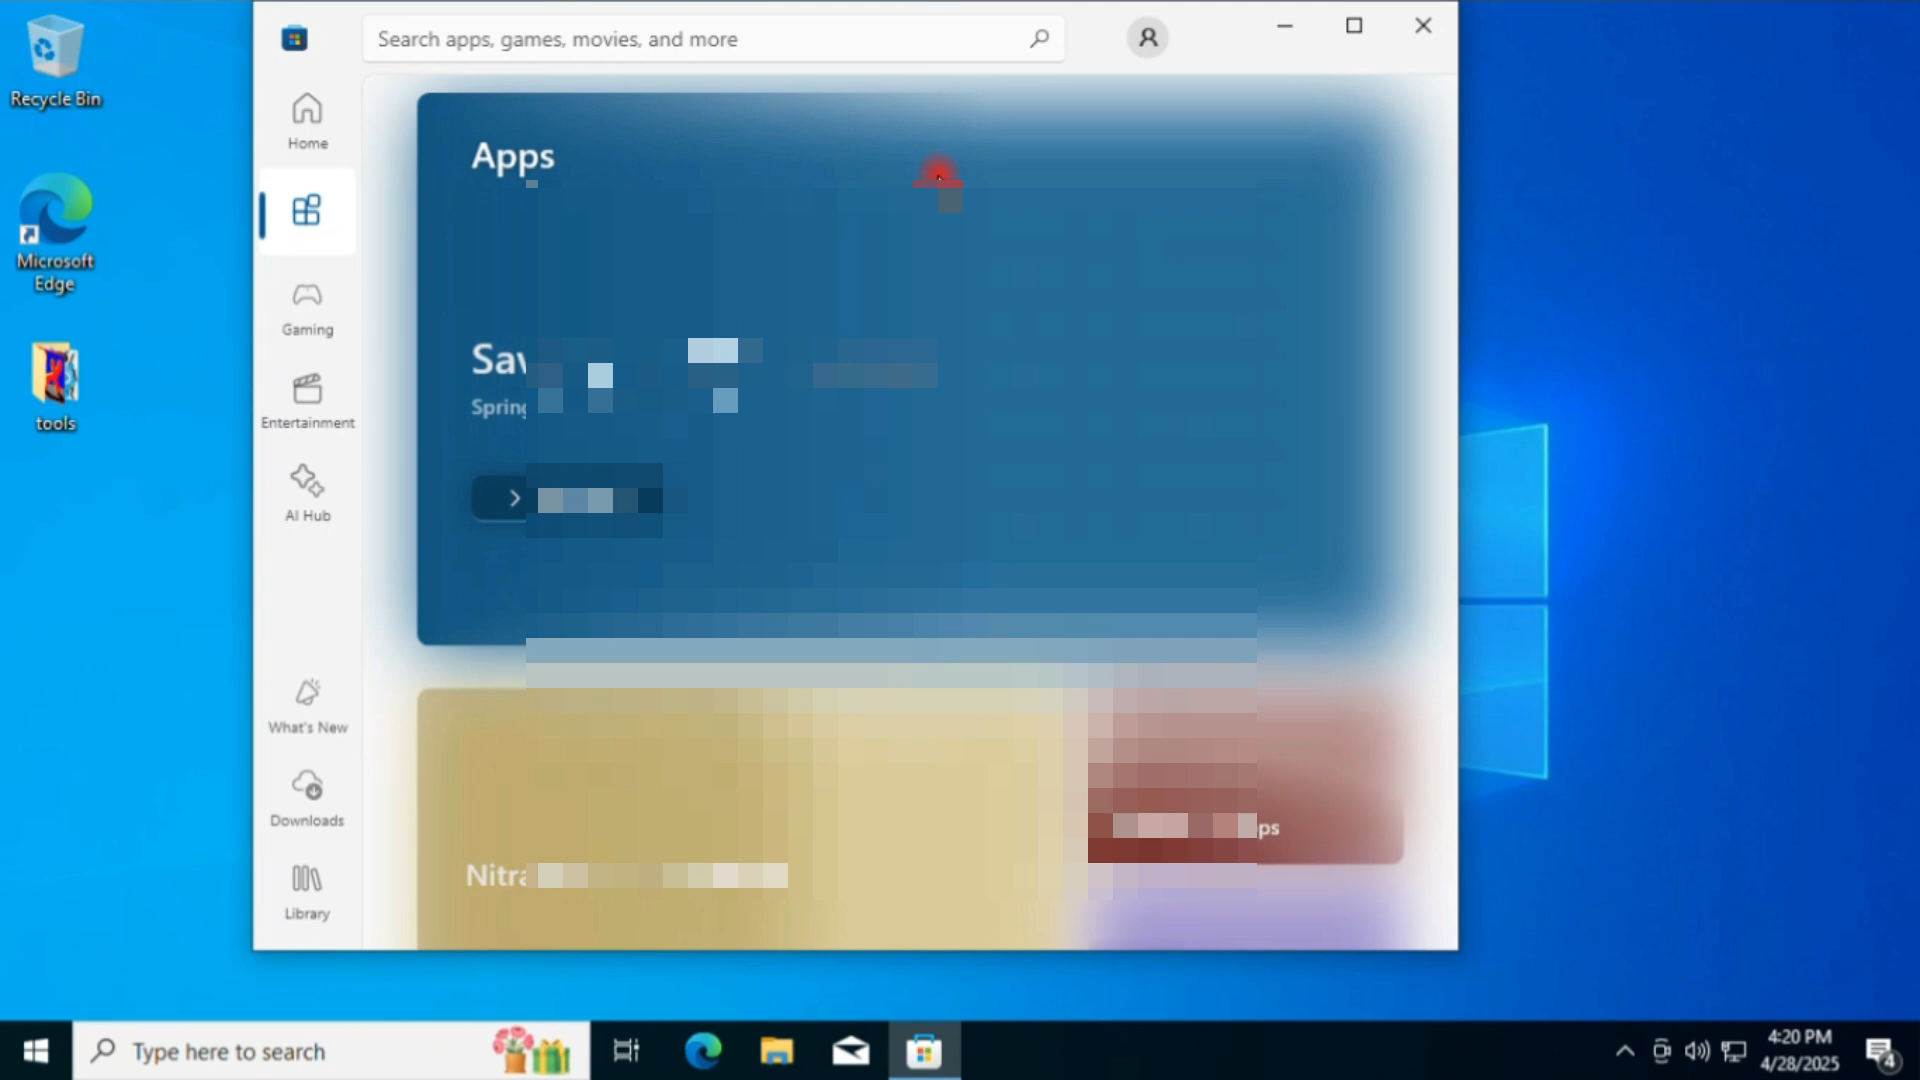 Recycle Bin
Microsoft
Edge
tools
Search apps, games, movies, and more
Home
Gaming
Entertainment
AI Hub
What's New
Downloads
Library
Apps
Type here to search
4:20 PM
4/28/2025
4